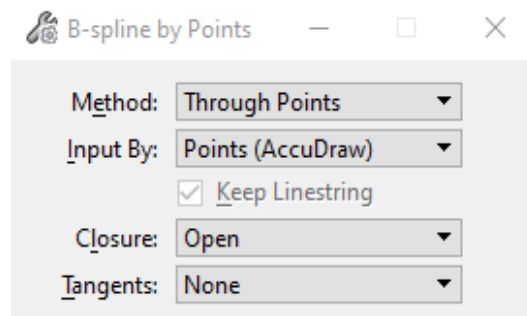 B-spline by Points
Method: Through Points
Input By: Points (AccuDraw)
Keep Linestring
Closure: Open
Tangents: None